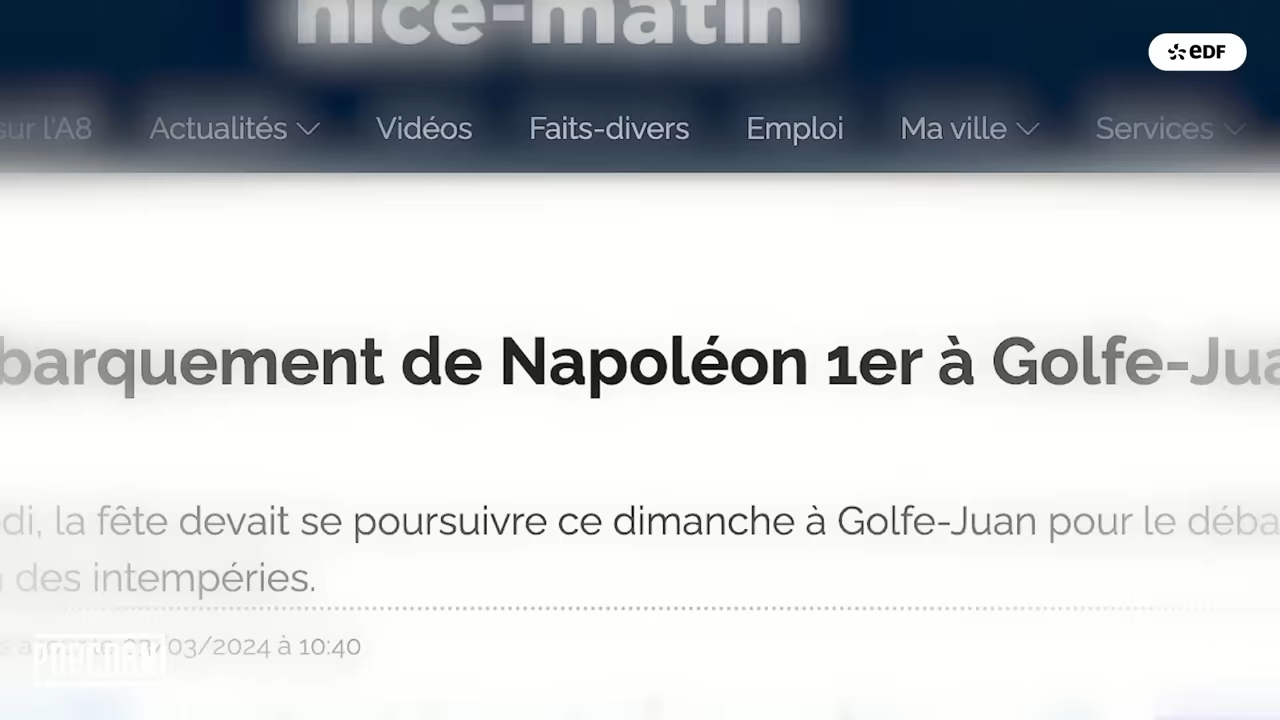 nice-matin
eDF
sur l'A8 Actualités Vidéos Faits-divers Emploi Ma ville Services
barquement de Napoléon 1er à Golfe-Jua
di, la fête devait se poursuivre ce dimanche à Golfe-Juan pour le déba
des intempéries.
03/03/2024 à 10:40
POPCORN